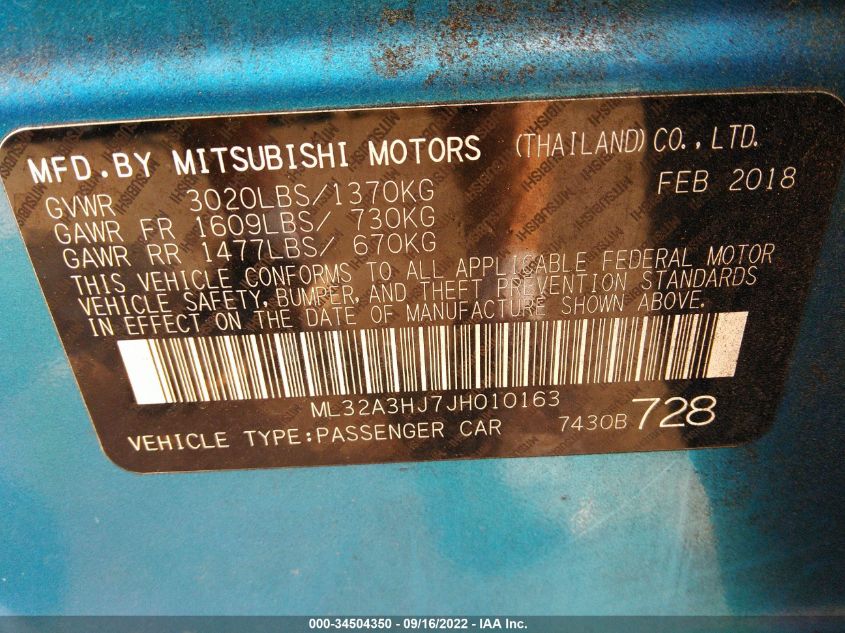 MFD.BY MITSUBISHI MOTORS (THAILAND) CO.,LTD.
GVWR 3020LBS/1370KG FEB 2018
GAWR FR 1609LBS/ 730KG
GAWR RR 1477LBS/ 670KG
THIS VEHICLE CONFORMS TO ALL APPLICABLE FEDERAL MOTOR
VEHICLE SAFETY, BUMPER, AND THEFT PREVENTION STANDARDS
IN EFFECT ON THE DATE OF MANUFACTURE SHOWN ABOVE.
ML32A3HJ7JH010163
VEHICLE TYPE:PASSENGER CAR 7430B 728
000-34504350 - 09/16/2022 - IAA Inc.